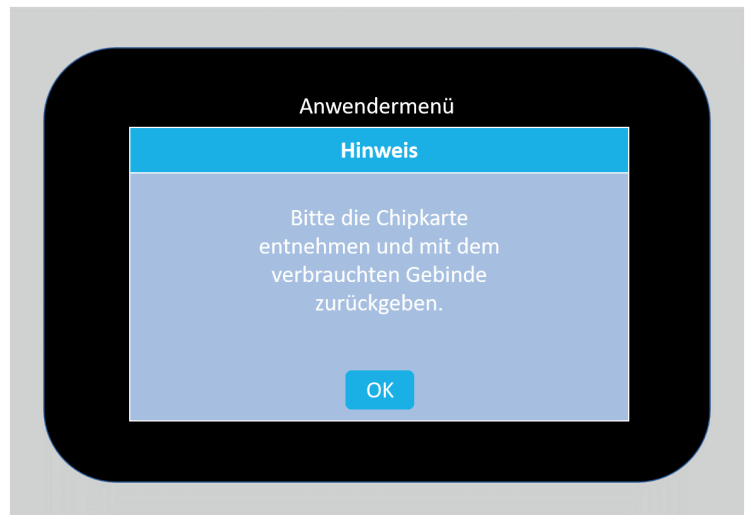 Anwendermenü
Hinweis
Bitte die Chipkarte
entnehmen und mit dem
verbrauchten Gebinde
zurückgeben.
OK